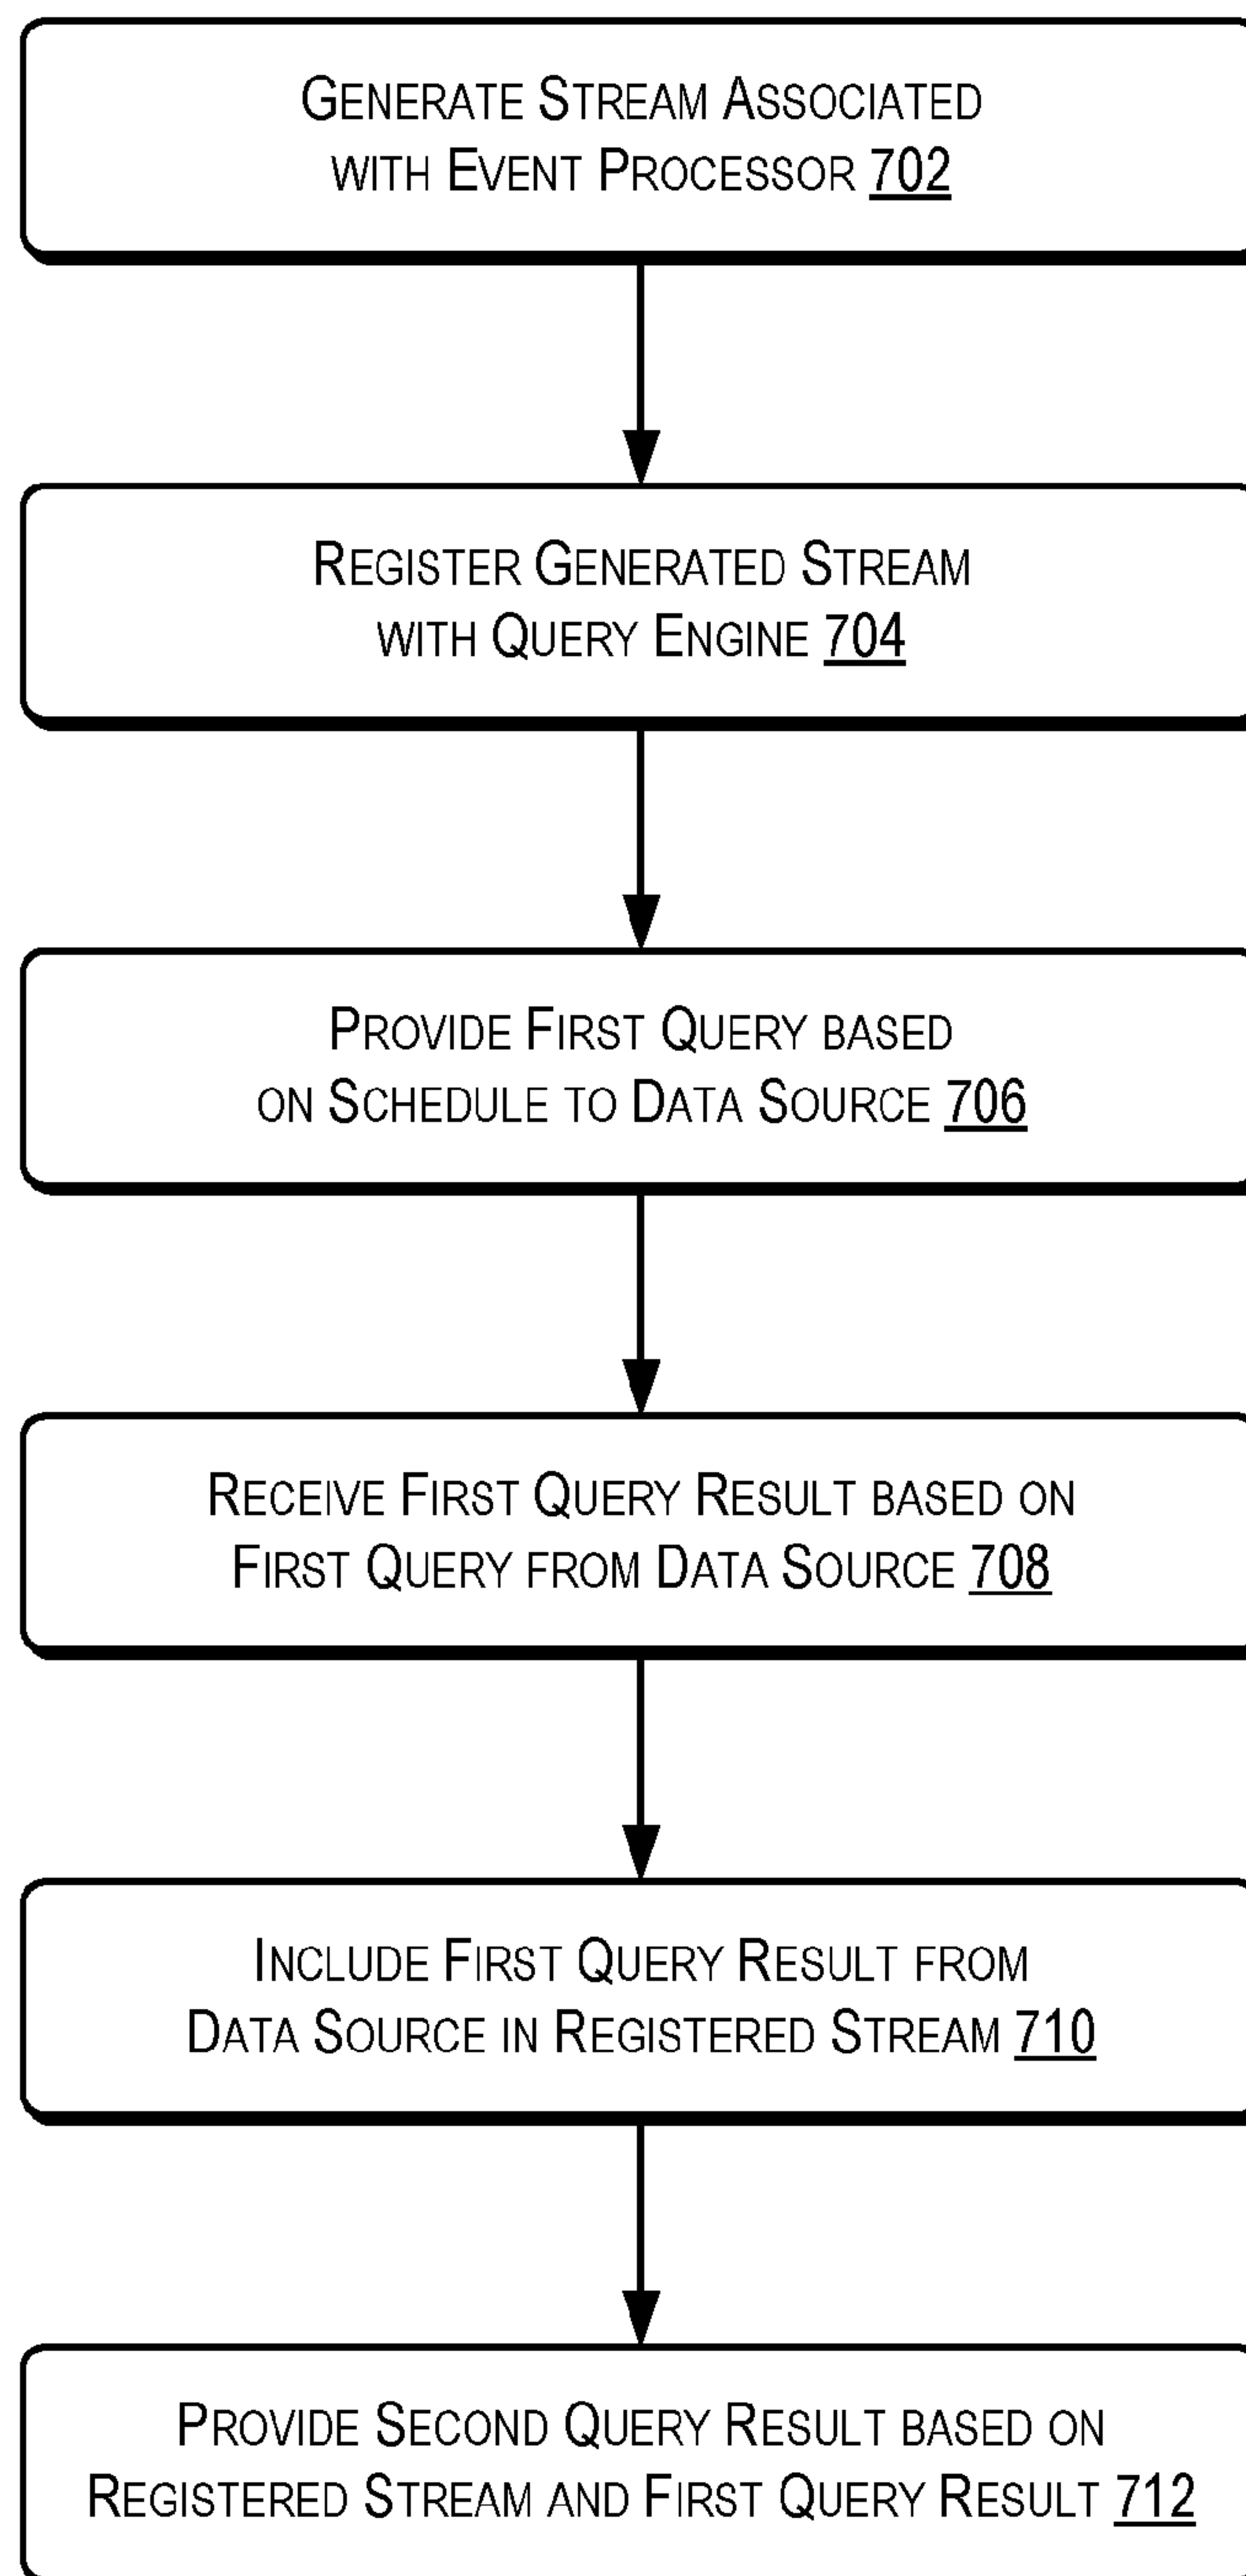 GENERATE STREAM ASSOCIATED
WITH EVENT PROCESSOR 702
REGISTER GENERATED STREAM
WITH QUERY ENGINE 704
PROVIDE FIRST QUERY BASED
ON SCHEDULE TO DATA SOURCE 706
RECEIVE FIRST QUERY RESULT BASED ON
FIRST QUERY FROM DATA SOURCE 708
INCLUDE FIRST QUERY RESULT FROM
DATA SOURCE IN REGISTERED STREAM 710
PROVIDE SECOND QUERY RESULT BASED ON
REGISTERED STREAM AND FIRST QUERY RESULT 712